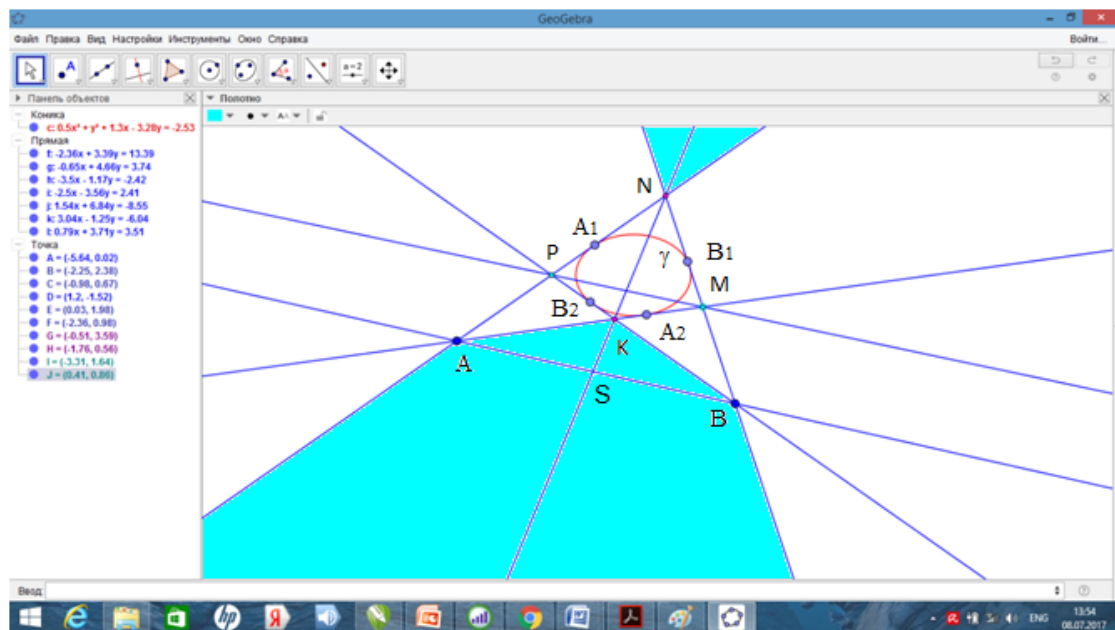 GeoGebra
Файл Правка Вид Настройки Инструменты Окно Справка
Войти...
A
a=2
Панель объектов
Полотно
AA
Коника
c: 0.5x² + y² + 1.3x - 3.28y = -2.53
Прямая
f: -2.36x + 3.39y = 13.39
g: -0.65x + 4.66y = 3.74
h: -3.5x - 1.17y = -2.42
i: -2.5x - 3.56y = 2.41
j: 1.54x + 6.84y = -8.55
k: 3.04x - 1.25y = -6.04
l: 0.79x + 3.71y = 3.51
Точка
A = (-5.64, 0.02)
B = (-2.25, 2.38)
C = (-0.98, 0.67)
D = (1.2, -1.52)
E = (0.03, 1.98)
F = (-2.36, 0.98)
G = (-0.51, 3.59)
H = (-1.76, 0.56)
I = (-3.31, 1.64)
J = (0.41, 0.86)
N
A1
P
γ
B1
M
B2
A2
K
A
S
B
Ввод:
ENG
13:54
08.07.2017